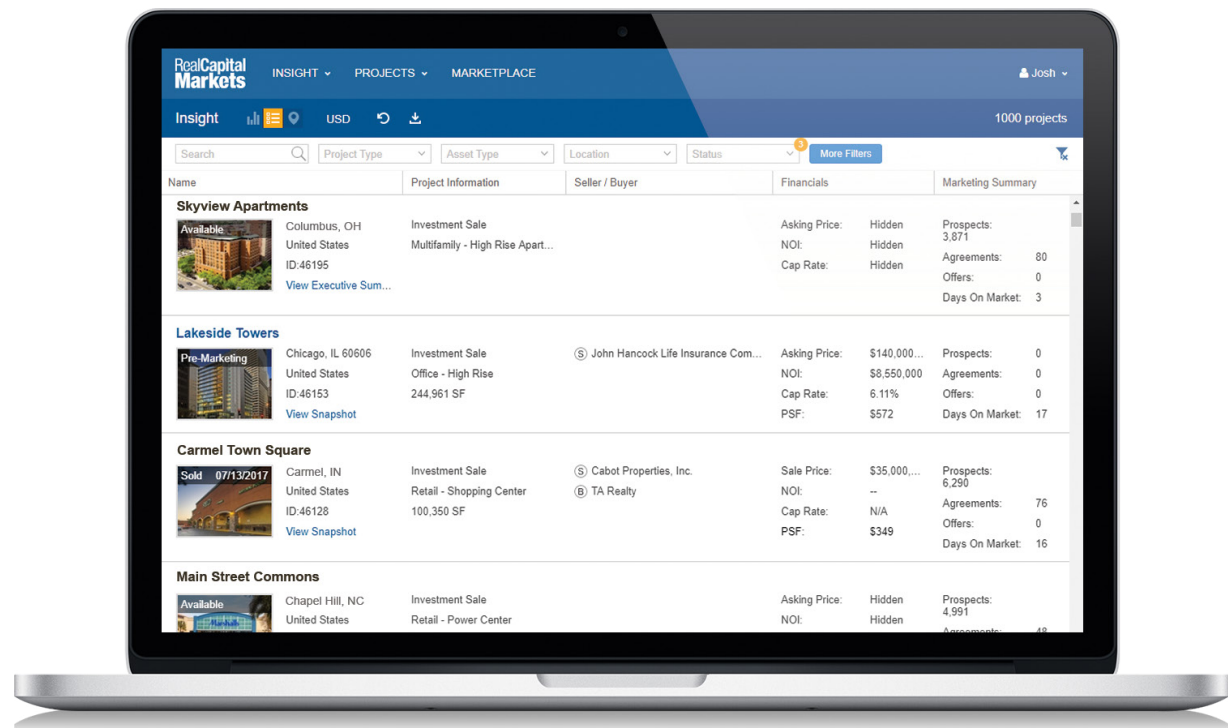 RealCapital
Markets
INSIGHT
PROJECTS
MARKETPLACE
Josh
Insight
USD
1000 projects
Search
Project Type
Asset Type
Location
Status
3
More Filters
Name
Project Information
Seller / Buyer
Financials
Marketing Summary
Skyview Apartments
Available
Columbus, OH
United States
ID:46195
View Executive Sum...
Investment Sale
Multifamily - High Rise Apart...
Asking Price: Hidden
NOI: Hidden
Cap Rate: Hidden
Prospects:
3,871
Agreements: 80
Offers: 0
Days On Market: 3
Lakeside Towers
Pre-Marketing
Chicago, IL 60606
United States
ID:46153
View Snapshot
Investment Sale
Office - High Rise
244,961 SF
S John Hancock Life Insurance Com...
Asking Price: $140,000...
NOI: $8,550,000
Cap Rate: 6.11%
PSF: $572
Prospects: 0
Agreements: 0
Offers: 0
Days On Market: 17
Carmel Town Square
Sold 07/13/2017
Carmel, IN
United States
ID:46128
View Snapshot
Investment Sale
Retail - Shopping Center
100,350 SF
S Cabot Properties, Inc.
B TA Realty
Sale Price: $35,000,...
NOI: --
Cap Rate: N/A
PSF: $349
Prospects:
6,290
Agreements: 76
Offers: 0
Days On Market: 16
Main Street Commons
Available
Marshalls
Chapel Hill, NC
United States
Investment Sale
Retail - Power Center
Asking Price: Hidden
NOI: Hidden
Prospects:
4,991
Agreements: 48